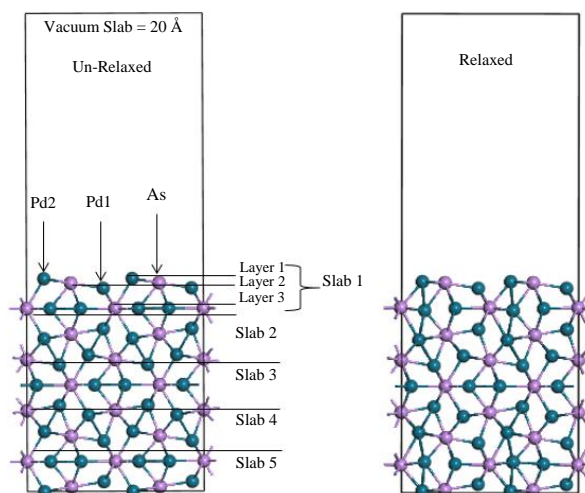 Vacuum Slab = 20 Å
Un-Relaxed
Relaxed
As
Pd2
Pd1
Layer 1
Layer 2
Layer 3
Slab 1
Slab 2
Slab 3
Slab 4
Slab 5